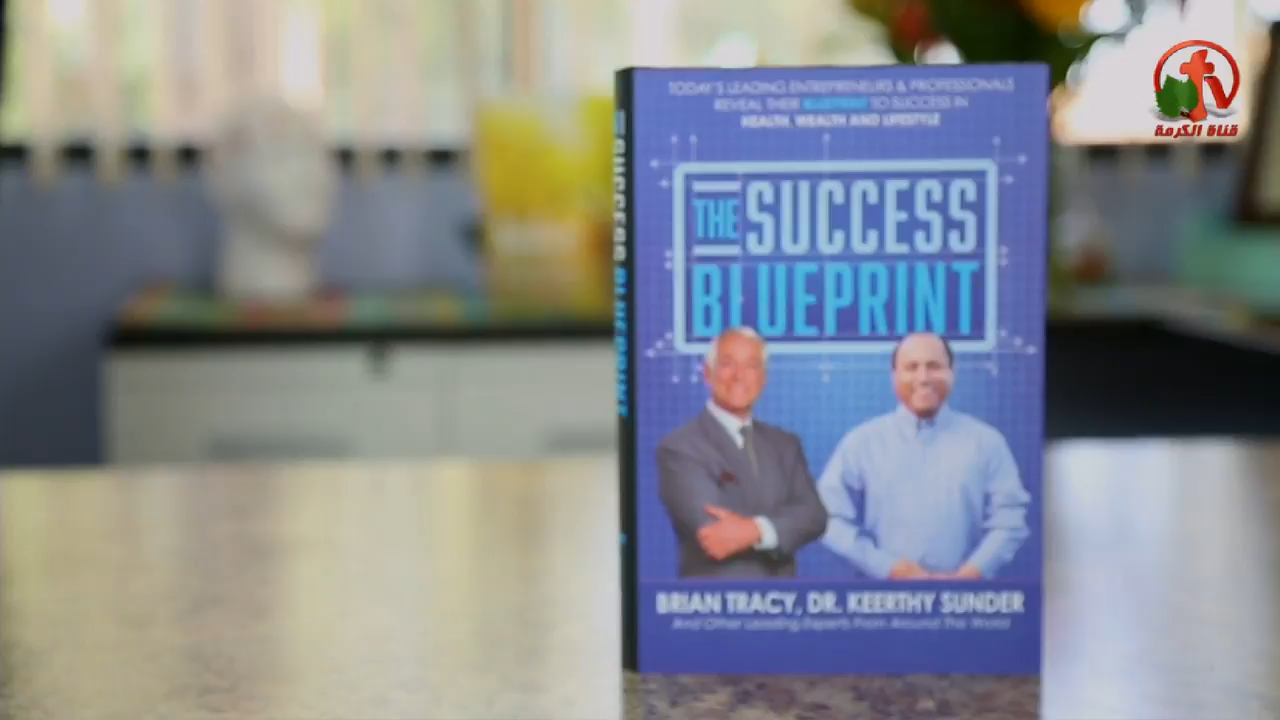 TODAY'S LEADING ENTREPRENEURS & PROFESSIONALS
REVEAL THEIR BLUEPRINT TO SUCCESS IN
HEALTH, WEALTH AND LIFESTYLE
THE SUCCESS
BLUEPRINT
BRIAN TRACY, DR. KEERTHY SUNDER
And Other Leading Experts From Around The World
THE SUCCESS BLUEPRINT
tv
قناة الكرمة